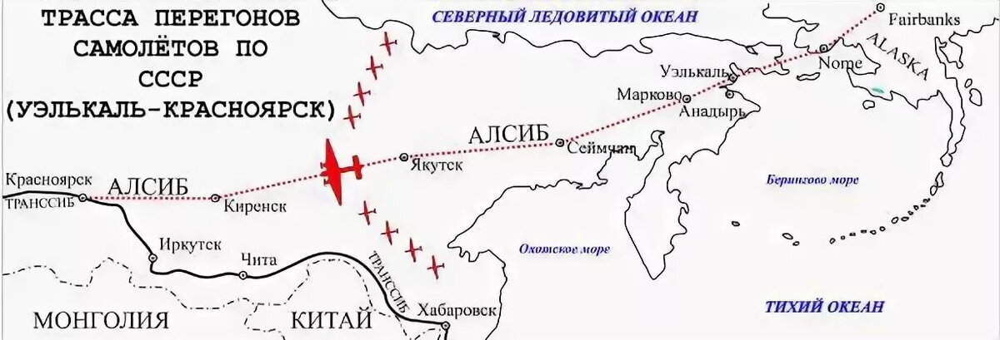 ТРАССА ПЕРЕГОНОВ
САМОЛЁТОВ ПО
СССР
(УЭЛЬКАЛЬ-КРАСНОЯРСК)
СЕВЕРНЫЙ ЛЕДОВИТЫЙ ОКЕАН
Fairbanks
ALASKA
Nome
Уэлькаль
Марково
Анадырь
АЛСИБ
Сеймчан
Якутск
Красноярск
АЛСИБ
ТРАНССИБ
Киренск
Берингово море
Иркутск
Чита
Охотское море
ТРАНССИБ
Хабаровск
ТИХИЙ ОКЕАН
МОНГОЛИЯ
КИТАЙ